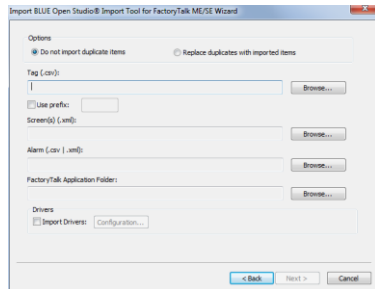 Import BLUE Open Studio® Import Tool for FactoryTalk ME/SE Wizard
Options
Do not import duplicate items
Replace duplicates with imported items
Tag (.csv):
Browse...
Use prefix:
Screen(s) (.xml):
Browse...
Alarm (.csv | .xml):
Browse...
FactoryTalk Application Folder:
Browse...
Drivers
Import Drivers: Configuration...
< Back Next > Cancel